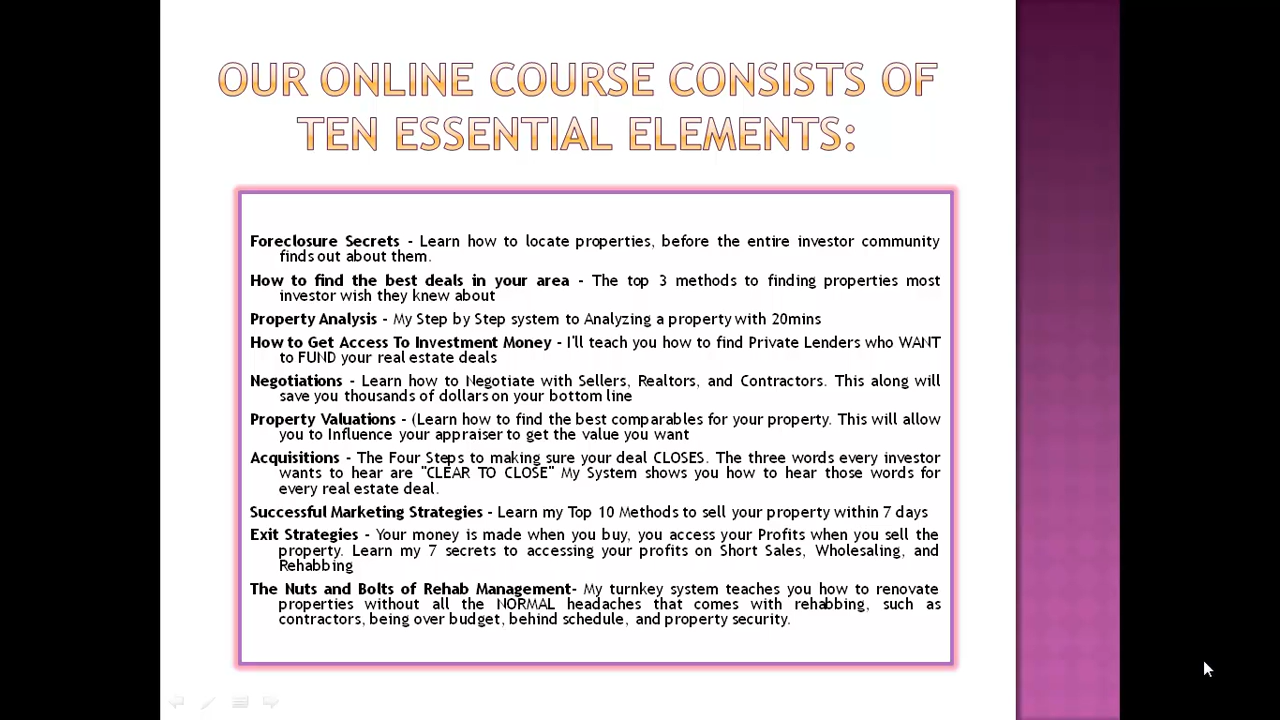 OUR ONLINE COURSE CONSISTS OF
TEN ESSENTIAL ELEMENTS:
Foreclosure Secrets - Learn how to locate properties, before the entire investor community
finds out about them.
How to find the best deals in your area - The top 3 methods to finding properties most
investor wish they knew about
Property Analysis - My Step by Step system to Analyzing a property with 20mins
How to Get Access To Investment Money - I'll teach you how to find Private Lenders who WANT
to FUND your real estate deals
Negotiations - Learn how to Negotiate with Sellers, Realtors, and Contractors. This along will
save you thousands of dollars on your bottom line
Property Valuations - (Learn how to find the best comparables for your property. This will allow
you to Influence your appraiser to get the value you want
Acquisitions - The Four Steps to making sure your deal CLOSES. The three words every investor
wants to hear are "CLEAR TO CLOSE" My System shows you how to hear those words for
every real estate deal.
Successful Marketing Strategies - Learn my Top 10 Methods to sell your property within 7 days
Exit Strategies - Your money is made when you buy, you access your Profits when you sell the
property. Learn my 7 secrets to accessing your profits on Short Sales, Wholesaling, and
Rehabbing
The Nuts and Bolts of Rehab Management- My turnkey system teaches you how to renovate
properties without all the NORMAL headaches that comes with rehabbing, such as
contractors, being over budget, behind schedule, and property security.